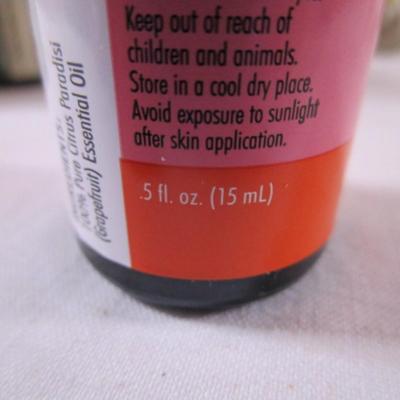 Keep out of reach of
children and animals.
Store in a cool dry place.
Avoid exposure to sunlight
after skin application.
.5 fl. oz. (15 mL)
100% Pure Citrus Paradisi
(Grapefruit) Essential Oil